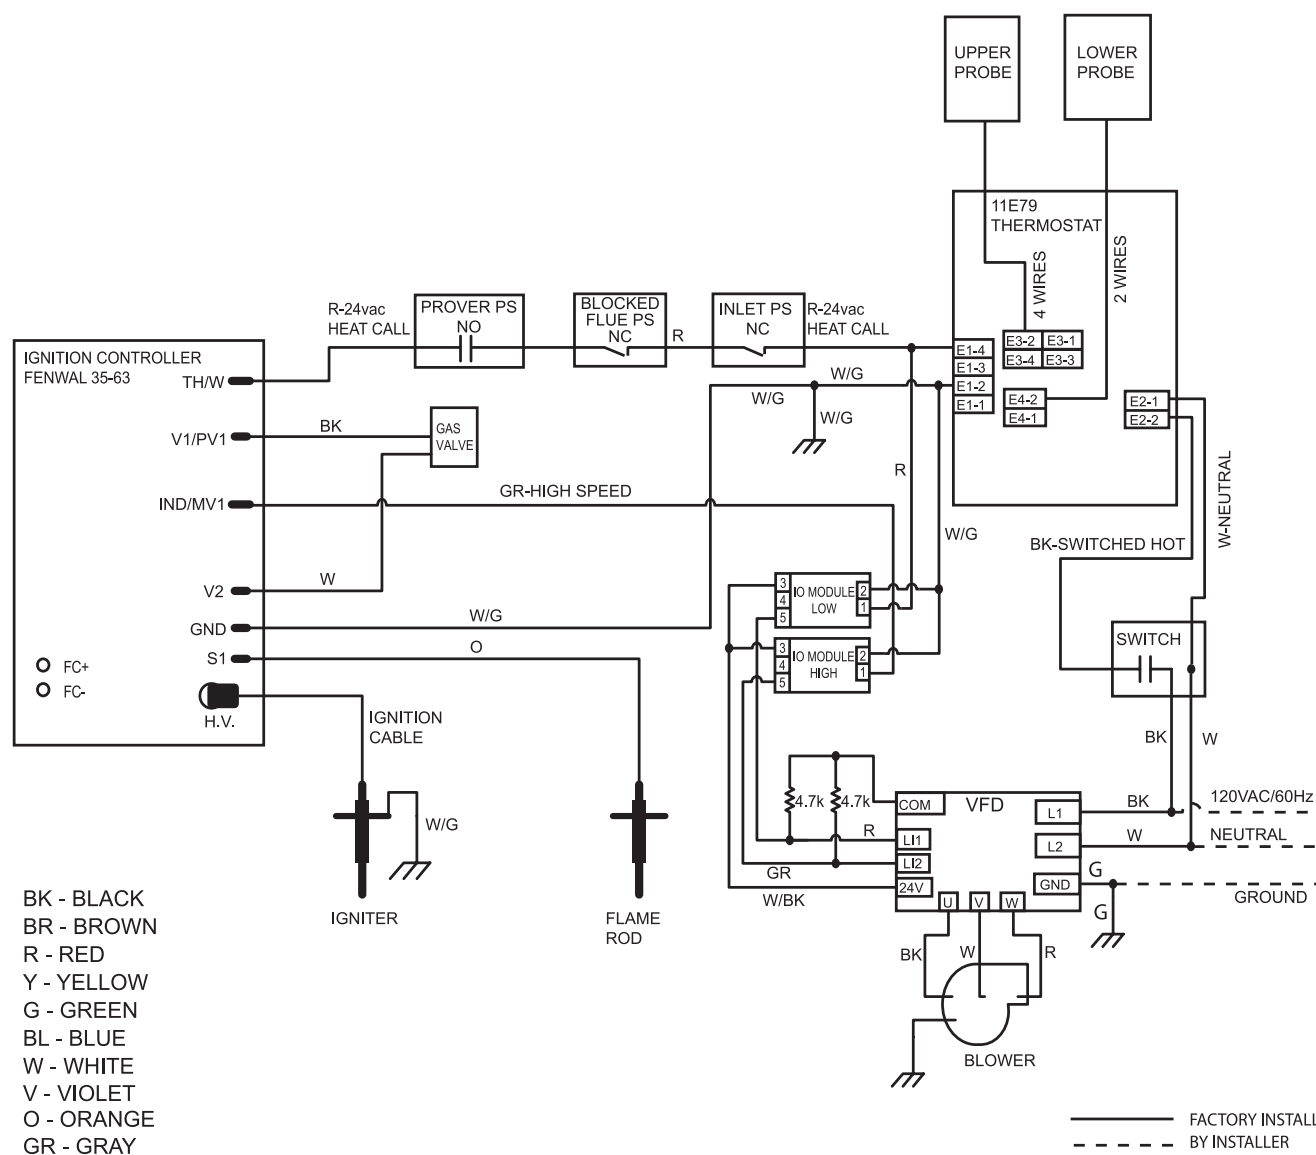 UPPER
PROBE
LOWER
PROBE
11E79
THERMOSTAT
4 WIRES
2 WIRES
R-24vac
HEAT CALL
PROVER PS
NO
BLOCKED
FLUE PS
NC
R
INLET PS
NC
R-24vac
HEAT CALL
E1-4
E1-3
E1-2
E1-1
E3-2
E3-1
E3-4
E3-3
E4-2
E4-1
E2-1
E2-2
IGNITION CONTROLLER
FENWAL 35-63
TH/W
V1/PV1
IND/MV1
V2
GND
S1
FC+
FC-
H.V.
BK
GAS
VALVE
W/G
W/G
W/G
R
GR-HIGH SPEED
W/G
W
W/G
O
BK-SWITCHED HOT
W-NEUTRAL
3
4
5
IO MODULE
LOW
2
1
3
4
5
IO MODULE
HIGH
2
1
SWITCH
BK
W
IGNITION
CABLE
W/G
IGNITER
FLAME
ROD
4.7k
4.7k
COM
VFD
LI1
LI2
24V
L1
L2
GND
U
V
W
R
GR
W/BK
BK
W
G
G
120VAC/60Hz
NEUTRAL
GROUND
BK
W
R
BLOWER
BK - BLACK
BR - BROWN
R - RED
Y - YELLOW
G - GREEN
BL - BLUE
W - WHITE
V - VIOLET
O - ORANGE
GR - GRAY
FACTORY INSTALL
BY INSTALLER